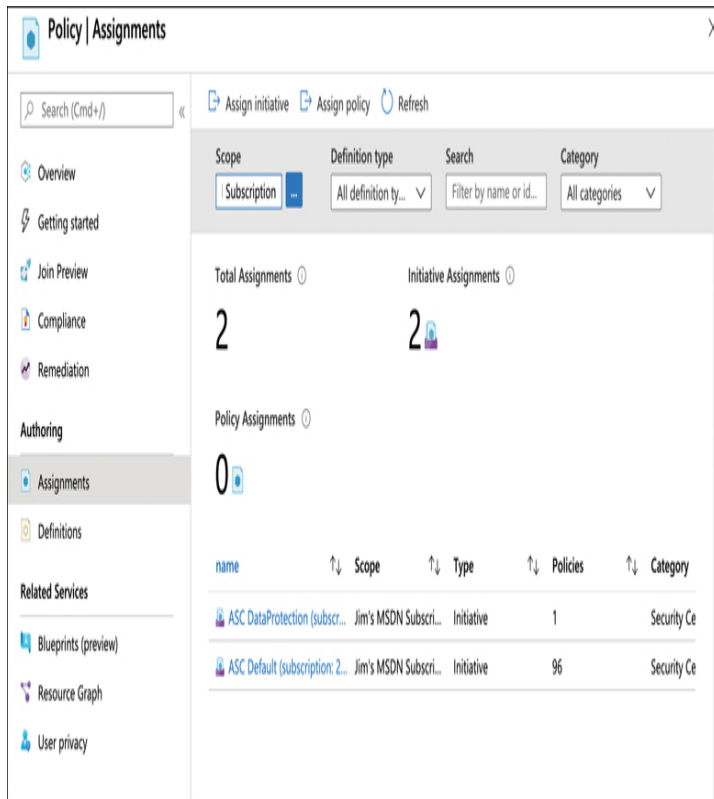 Policy | Assignments
Search (Cmd+/)
Overview
Getting started
Join Preview
Compliance
Remediation
Authoring
Assignments
Definitions
Related Services
Blueprints (preview)
Resource Graph
User privacy
Assign initiative Assign policy Refresh
Scope Definition type Search Category
Subscription ... All definition ty... Filter by name or id... All categories
Total Assignments Initiative Assignments
2 2
Policy Assignments
0
name Scope Type Policies Category
ASC DataProtection (subscr... Jim's MSDN Subscri... Initiative 1 Security Ce
ASC Default (subscription: 2... Jim's MSDN Subscri... Initiative 96 Security Ce